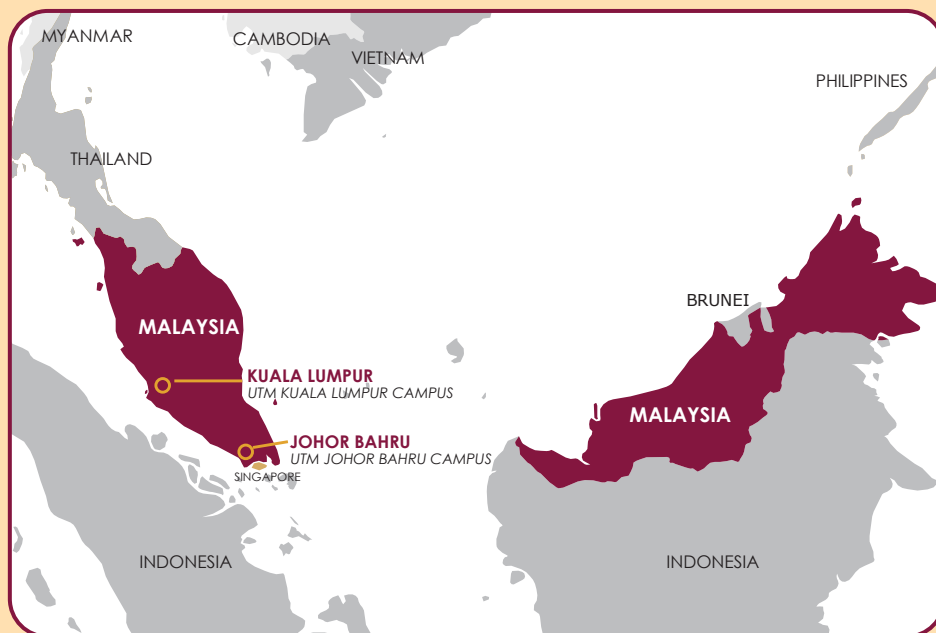 MYANMAR
CAMBODIA
VIETNAM
PHILIPPINES
THAILAND
BRUNEI
MALAYSIA
KUALA LUMPUR
UTM KUALA LUMPUR CAMPUS
MALAYSIA
JOHOR BAHRU
UTM JOHOR BAHRU CAMPUS
SINGAPORE
INDONESIA
INDONESIA